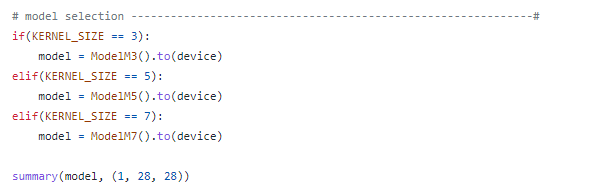 # model selection -------------------------------------------------------------#
if(KERNEL_SIZE == 3):
model = ModelM3().to(device)
elif(KERNEL_SIZE == 5):
model = ModelM5().to(device)
elif(KERNEL_SIZE == 7):
model = ModelM7().to(device)
summary(model, (1, 28, 28))